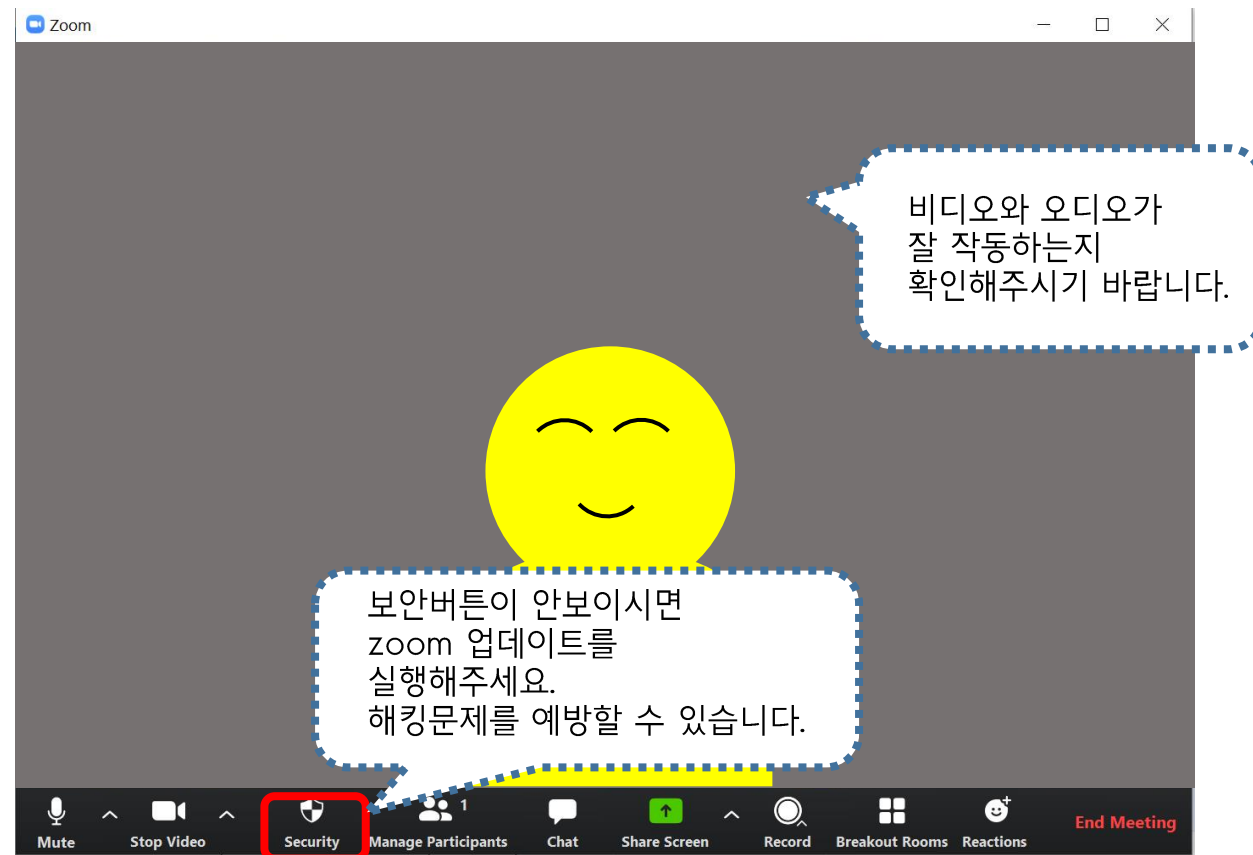 Zoom
비디오와 오디오가
잘 작동하는지
확인해주시기 바랍니다.
보안버튼이 안보이시면
zoom 업데이트를
실행해주세요.
해킹문제를 예방할 수 있습니다.
1
Mute Stop Video Security Manage Participants Chat Share Screen Record Breakout Rooms Reactions End Meeting